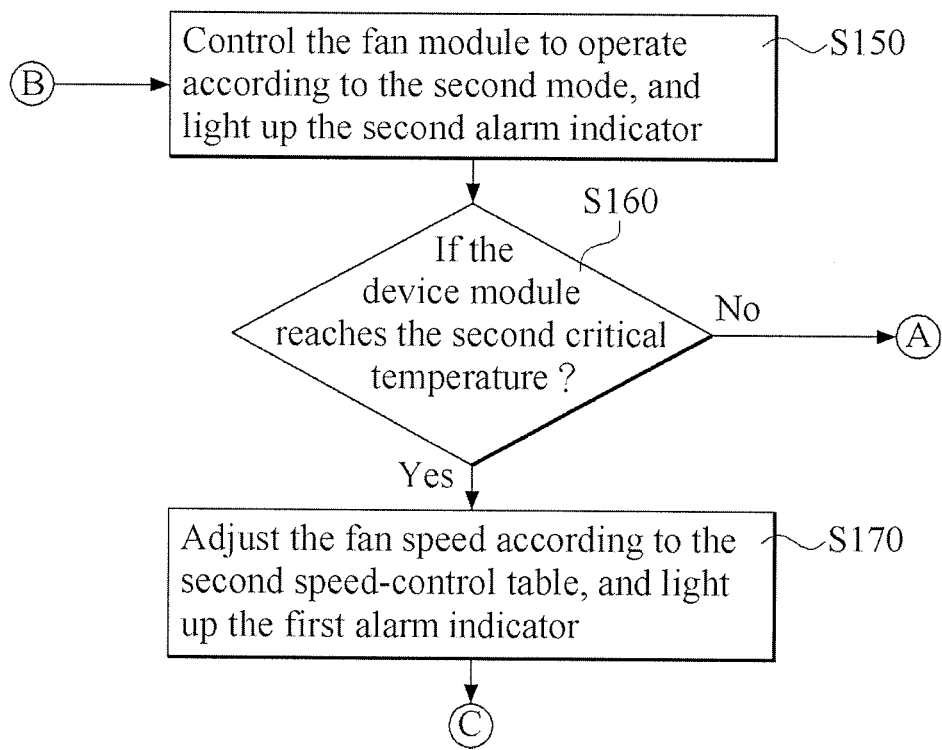 Control the fan module to operate
according to the second mode, and
light up the second alarm indicator
S150
B
S160
If the
device module
reaches the second critical
temperature ?
No
A
Yes
Adjust the fan speed according to the
second speed-control table, and light
up the first alarm indicator
S170
C